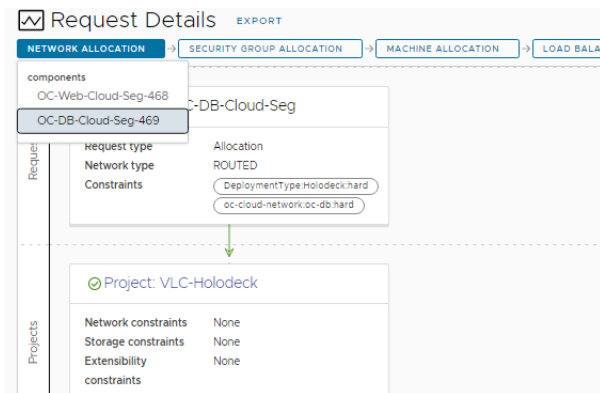 Request Details EXPORT
NETWORK ALLOCATION SECURITY GROUP ALLOCATION MACHINE ALLOCATION LOAD BALA
components
OC-Web-Cloud-Seg-468
OC-DB-Cloud-Seg-469
C-DB-Cloud-Seg
Request type Allocation
Network type ROUTED
Constraints DeploymentType:Holodeck:hard
oc-cloud-network:oc-db:hard
Reques
Project: VLC-Holodeck
Network constraints None
Storage constraints None
Extensibility None
constraints
Projects